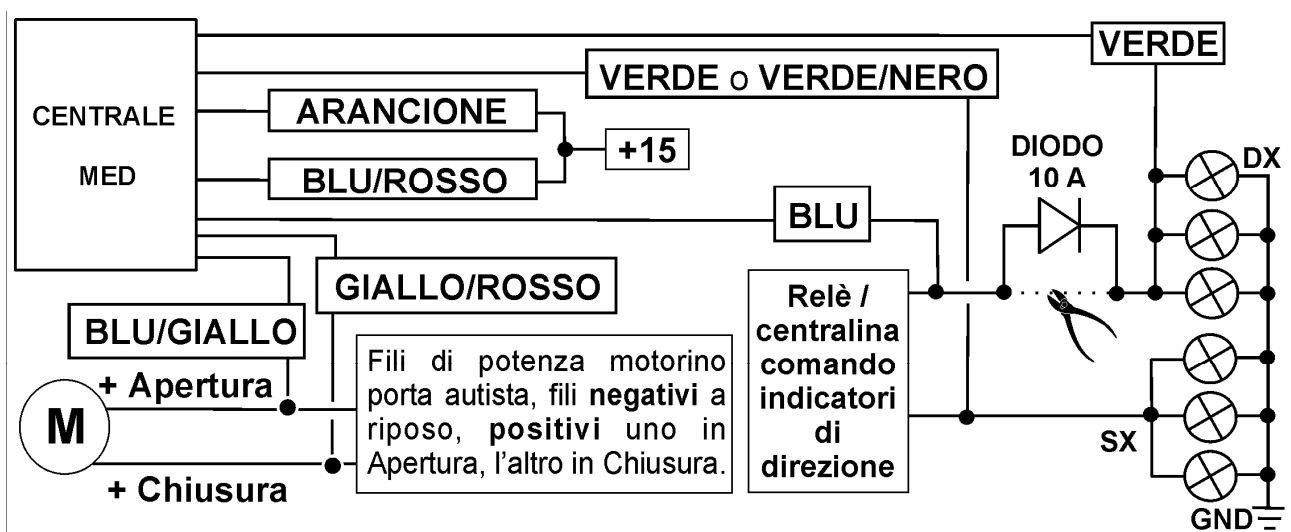 VERDE
CENTRALE
MED
VERDE o VERDE/NERO
ARANCIONE
+15
BLU/ROSSO
DIODO
10 A
DX
BLU
GIALLO/ROSSO
BLU/GIALLO
Relè /
centralina
comando
indicatori
di
direzione
+ Apertura
M
+ Chiusura
Fili di potenza motorino
porta autista, fili negativi a
riposo, positivi uno in
Apertura, l'altro in Chiusura.
SX
GND